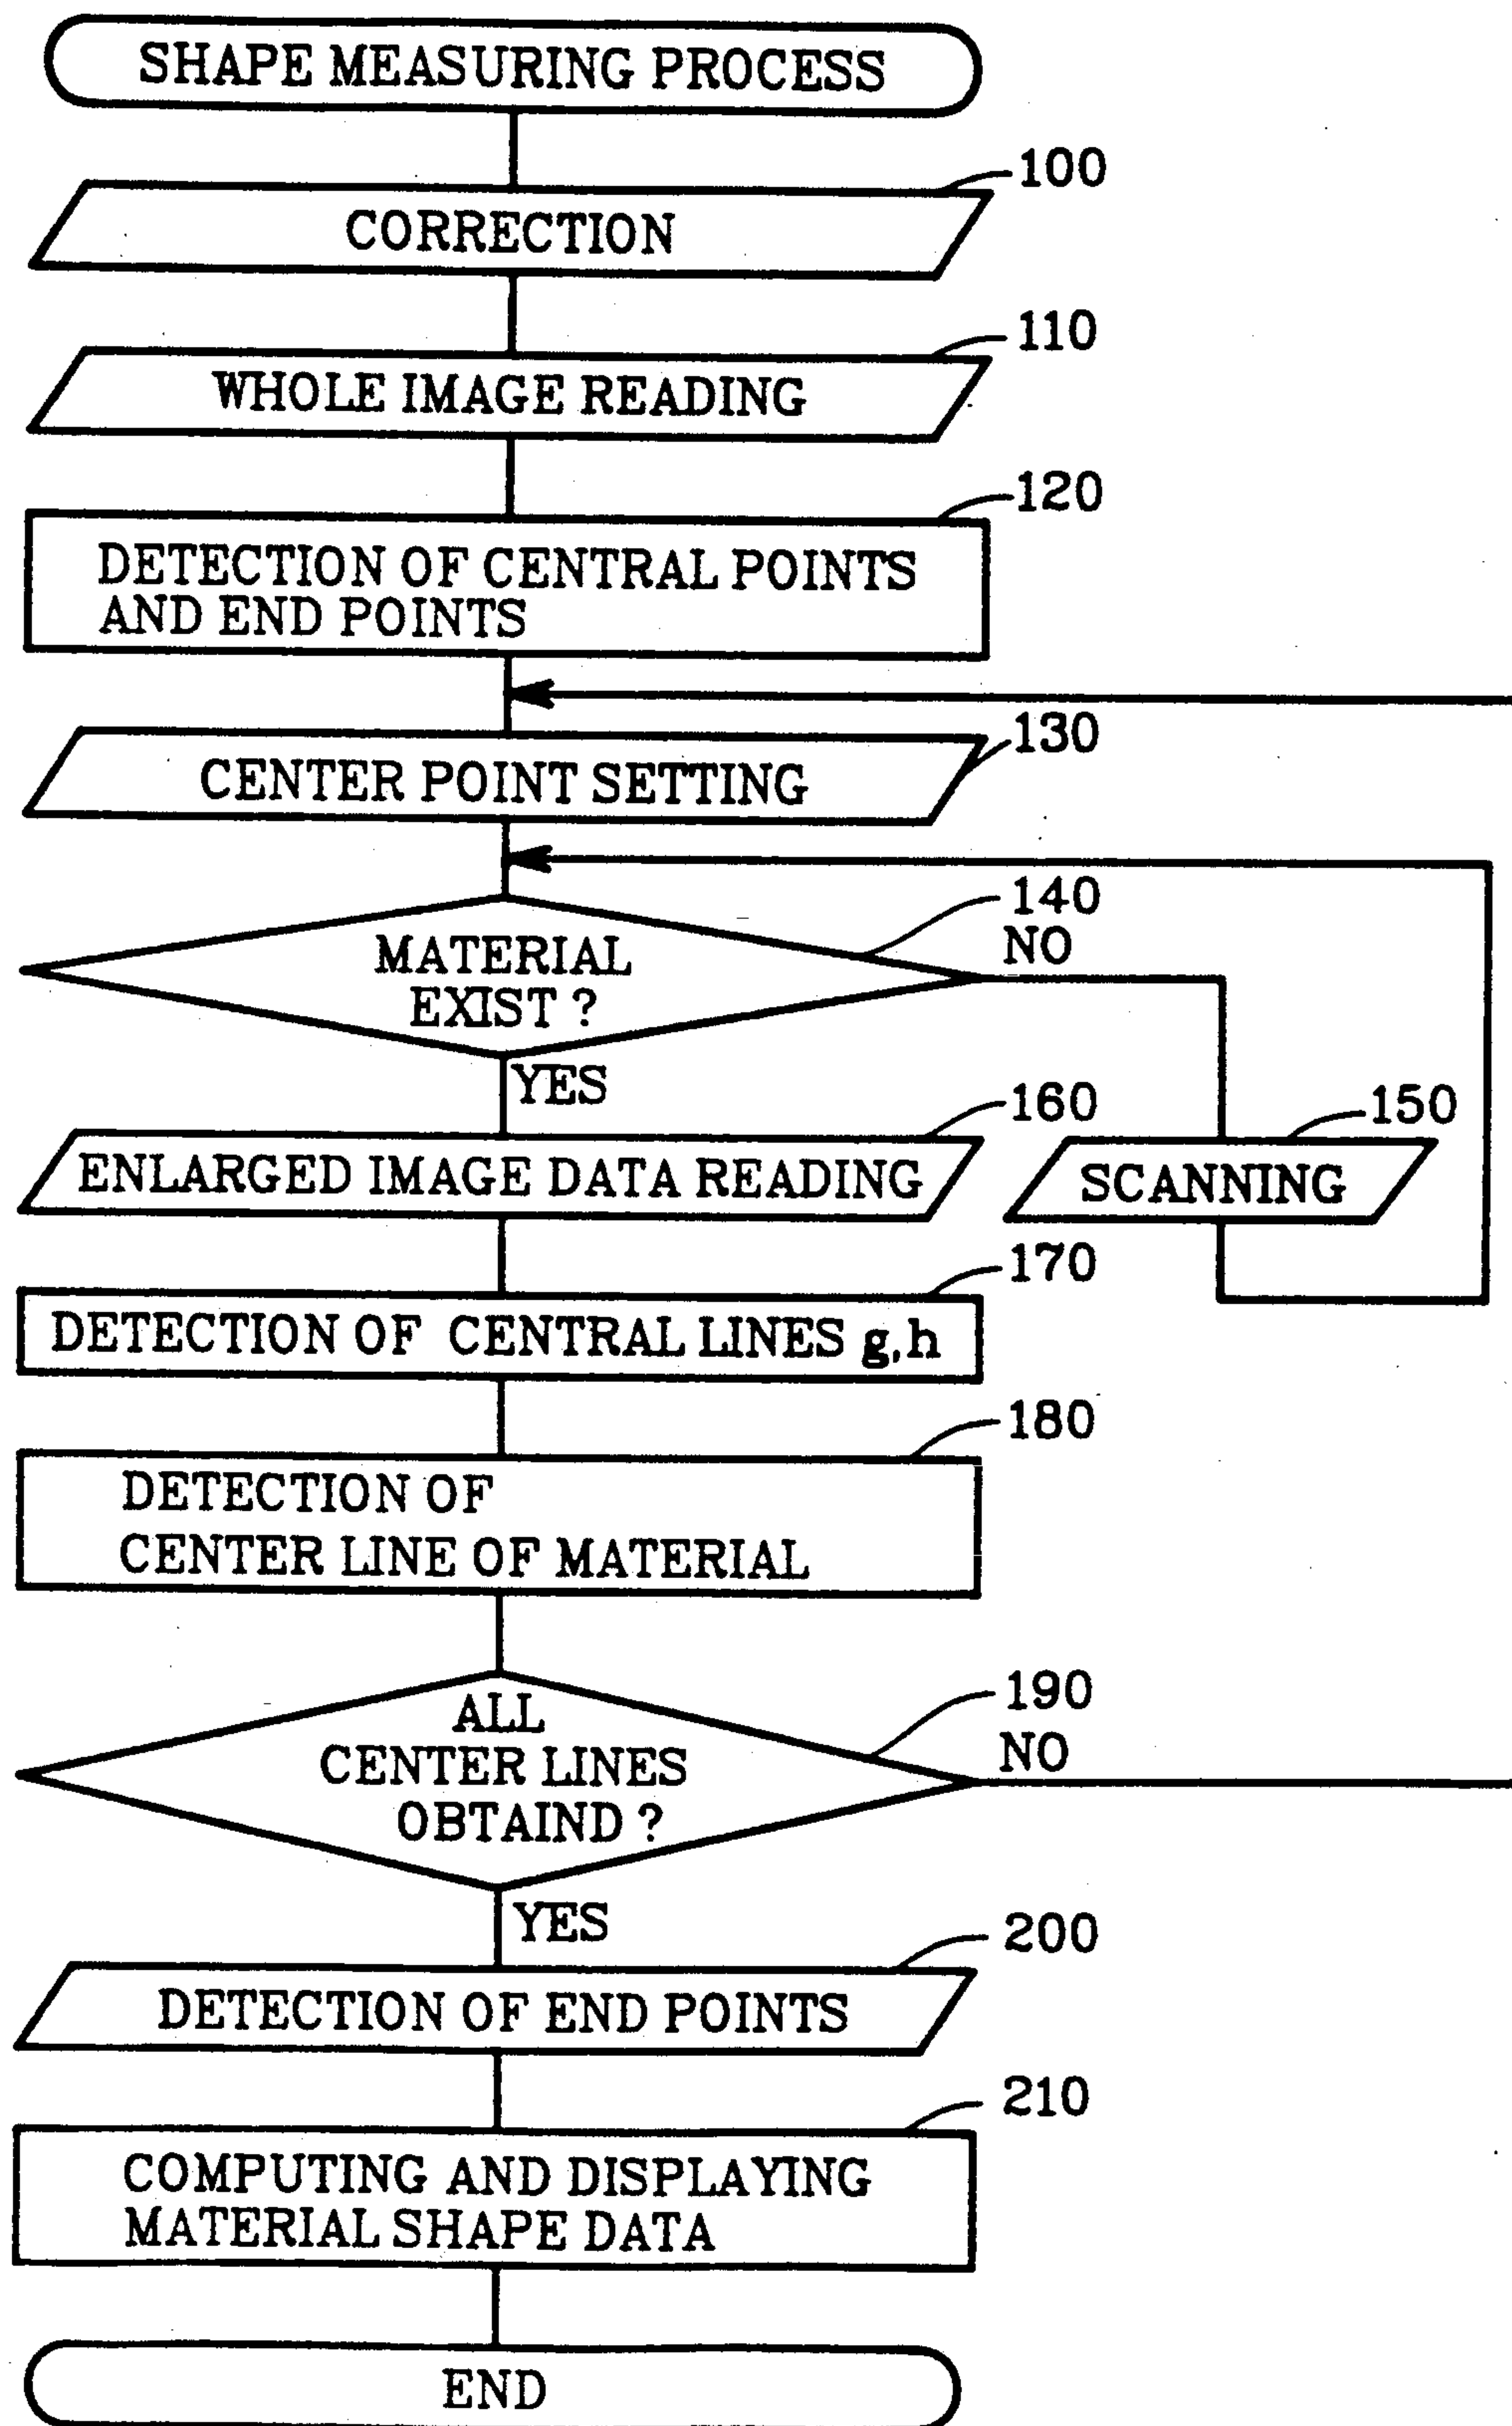 SHAPE MEASURING PROCESS
100
CORRECTION
110
WHOLE IMAGE READING
120
DETECTION OF CENTRAL POINTS
AND END POINTS
130
CENTER POINT SETTING
140
NO
MATERIAL
EXIST ?
YES
160
150
ENLARGED IMAGE DATA READING
SCANNING
170
DETECTION OF CENTRAL LINES g,h
180
DETECTION OF
CENTER LINE OF MATERIAL
190
NO
ALL
CENTER LINES
OBTAIND ?
YES
200
DETECTION OF END POINTS
210
COMPUTING AND DISPLAYING
MATERIAL SHAPE DATA
END